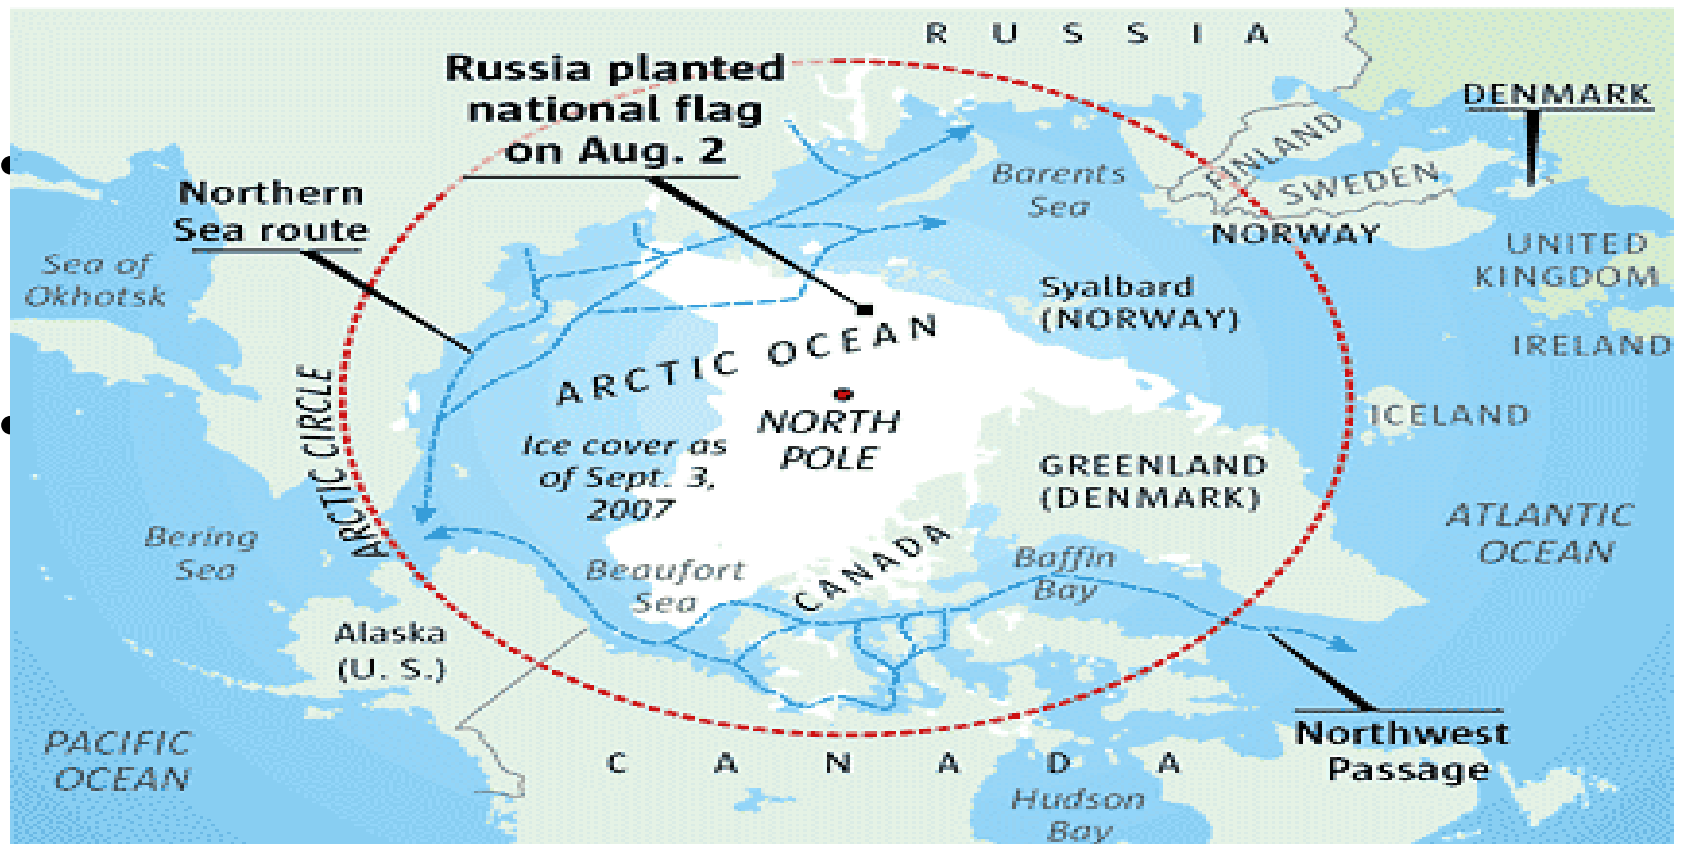 R U S S I A
Russia planted
national flag
on Aug. 2
DENMARK
FINLAND
SWEDEN
NORWAY
Barents
Sea
Northern
Sea route
UNITED
KINGDOM
Sea of
Okhotsk
Syalbard
(NORWAY)
IRELAND
ARCTIC OCEAN
ARCTIC CIRCLE
NORTH
POLE
ICELAND
Ice cover as
of Sept. 3,
2007
GREENLAND
(DENMARK)
ATLANTIC
OCEAN
Bering
Sea
Beaufort
Sea
CANADA
Baffin
Bay
Alaska
(U. S.)
Northwest
Passage
PACIFIC
OCEAN
C A N A D A
Hudson
Bay